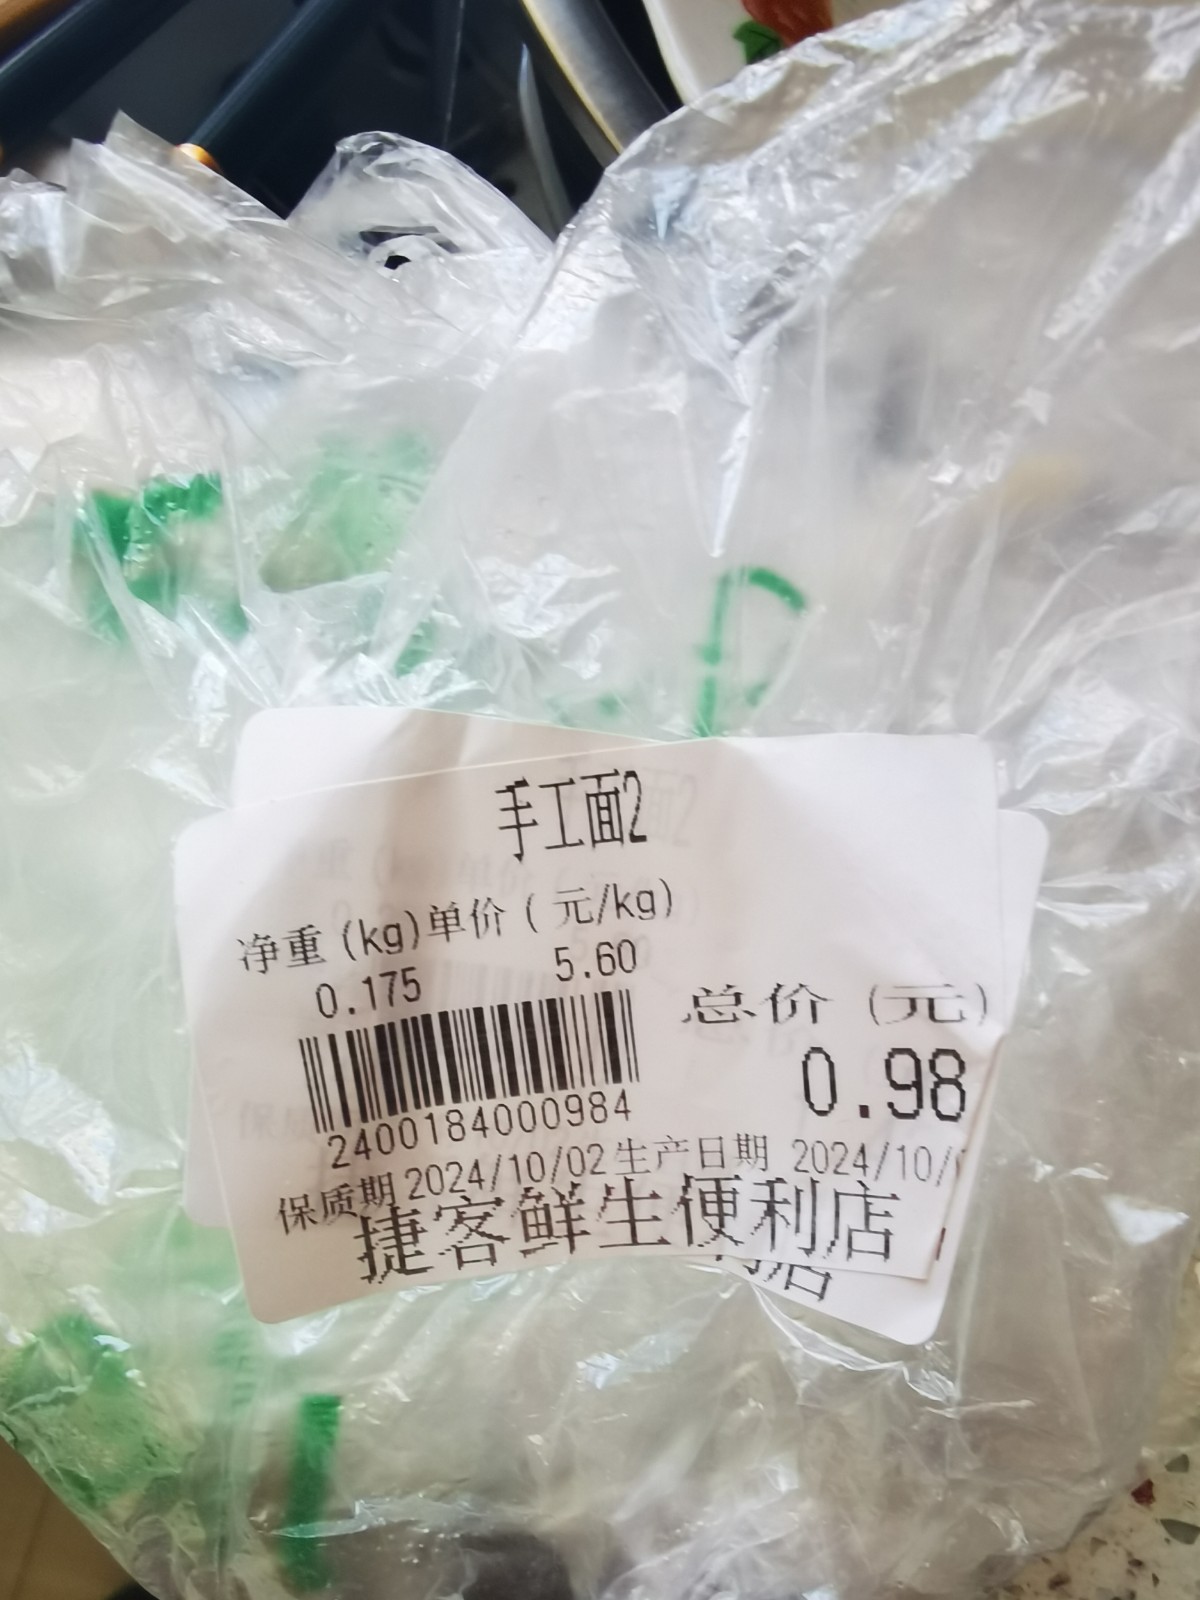 手工面2
净重(kg)单价(元/kg)
0.175 5.60
总价(元)
0.98
2400184000984
保质期2024/10/02生产日期 2024/10/
捷客鲜生便利店
利店